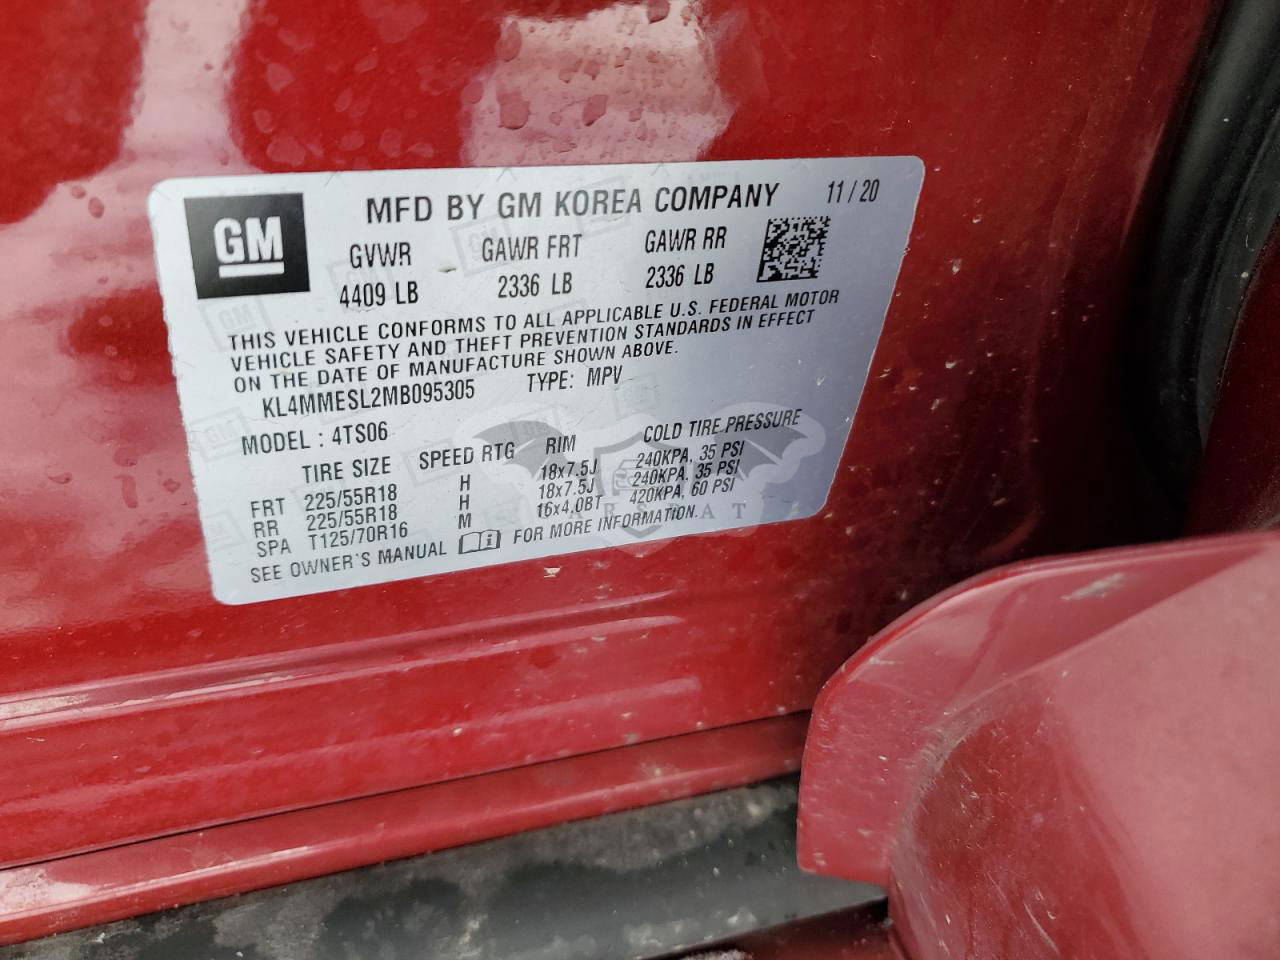 GM
MFD BY GM KOREA COMPANY 11/20
GVWR GAWR FRT GAWR RR
4409 LB 2336 LB 2336 LB
THIS VEHICLE CONFORMS TO ALL APPLICABLE U.S. FEDERAL MOTOR
VEHICLE SAFETY AND THEFT PREVENTION STANDARDS IN EFFECT
ON THE DATE OF MANUFACTURE SHOWN ABOVE.
KL4MMESL2MB095305 TYPE: MPV
MODEL : 4TS06
TIRE SIZE SPEED RTG RIM COLD TIRE PRESSURE
FRT 225/55R18 H 18x7.5J 240KPA, 35 PSI
RR 225/55R18 H 18x7.5J 240KPA, 35 PSI
SPA T125/70R16 M 16x4.0BT 420KPA, 60 PSI
SEE OWNER'S MANUAL FOR MORE INFORMATION.